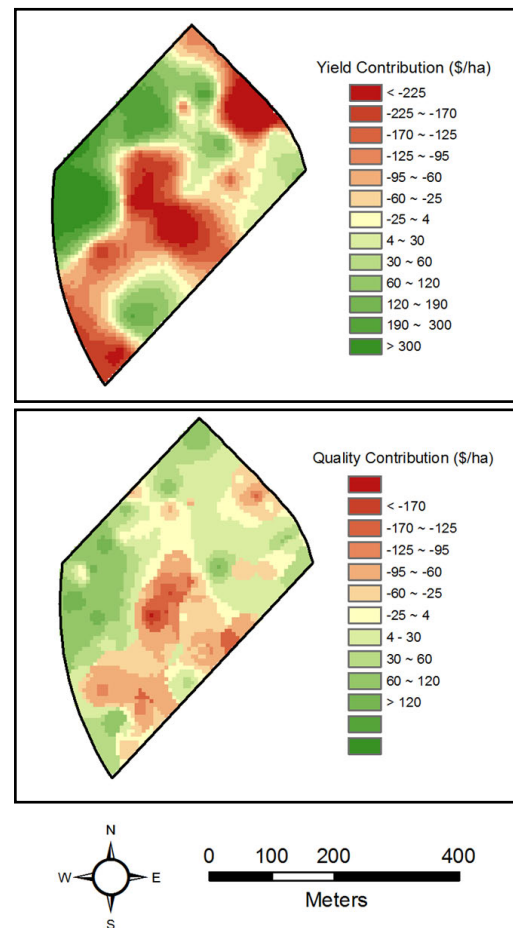 Yield Contribution ($/ha)
< -225
-225 ~ -170
-170 ~ -125
-125 ~ -95
-95 ~ -60
-60 ~ -25
-25 ~ 4
4 ~ 30
30 ~ 60
60 ~ 120
120 ~ 190
190 ~ 300
> 300
Quality Contribution ($/ha)
< -170
-170 ~ -125
-125 ~ -95
-95 ~ -60
-60 ~ -25
-25 ~ 4
4 - 30
30 ~ 60
60 ~ 120
> 120
N
W E
S
0 100 200 400
Meters